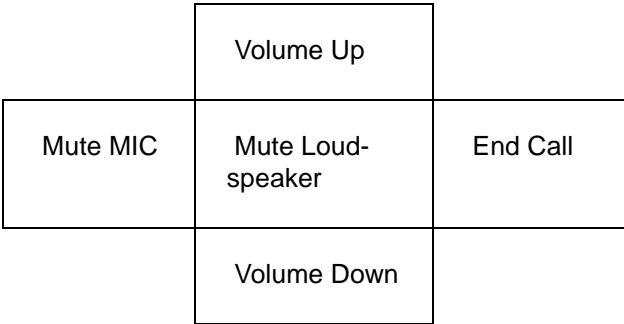 Volume Up
Mute MIC
Mute Loud-
speaker
End Call
Volume Down